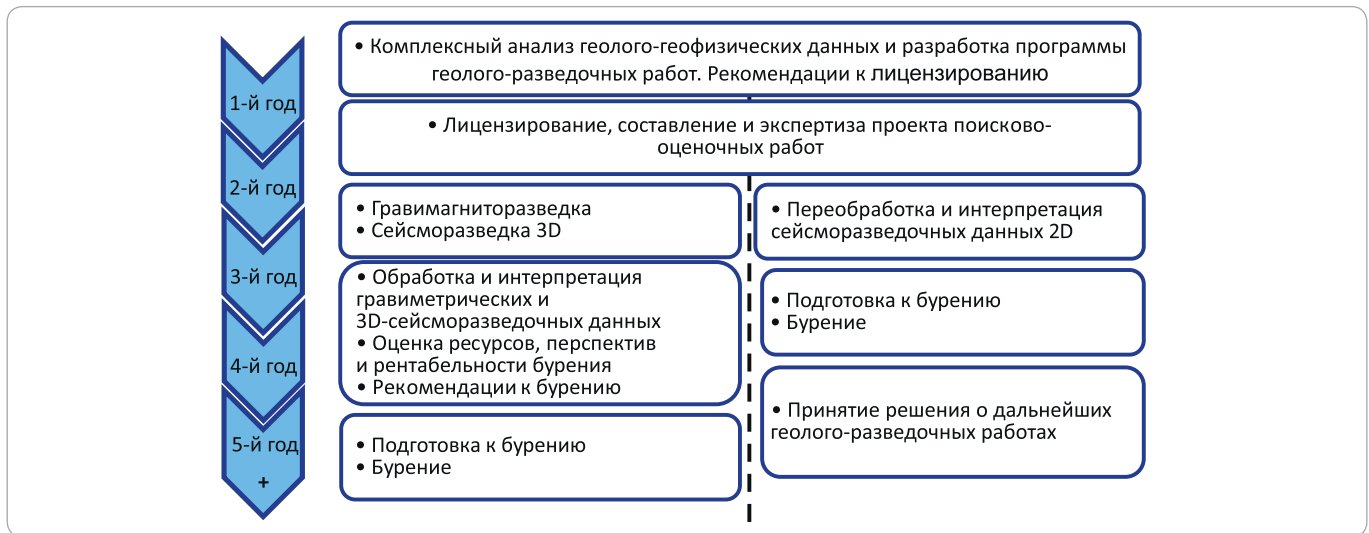 1-й год
2-й год
3-й год
4-й год
5-й год
+
• Комплексный анализ геолого-геофизических данных и разработка программы
геолого-разведочных работ. Рекомендации к лицензированию
• Лицензирование, составление и экспертиза проекта поисково-
оценочных работ
• Гравимагниторазведка
• Сейсморазведка 3D
• Обработка и интерпретация
гравиметрических и
3D-сейсморазведочных данных
• Оценка ресурсов, перспектив
и рентабельности бурения
• Рекомендации к бурению
• Подготовка к бурению
• Бурение
• Переобработка и интерпретация
сейсморазведочных данных 2D
• Подготовка к бурению
• Бурение
• Принятие решения о дальнейших
геолого-разведочных работах